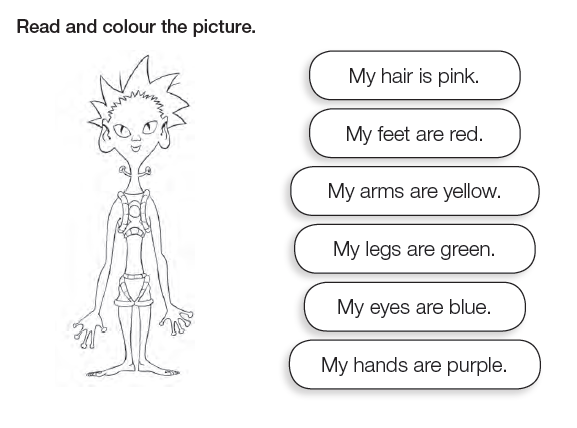 Read and colour the picture.
My hair is pink.
My feet are red.
My arms are yellow.
My legs are green.
My eyes are blue.
My hands are purple.